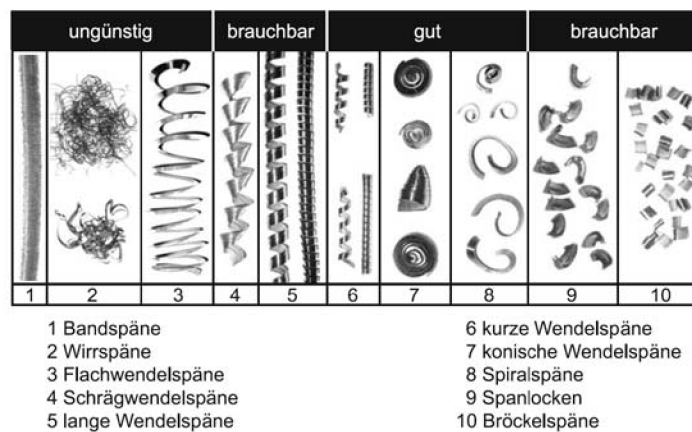 ungünstig brauchbar gut brauchbar
1 2 3 4 5 6 7 8 9 10
1 Bandspäne
2 Wirrspäne
3 Flachwendelspäne
4 Schrägwendelspäne
5 lange Wendelspäne
6 kurze Wendelspäne
7 konische Wendelspäne
8 Spiralspäne
9 Spanlocken
10 Bröckelspäne